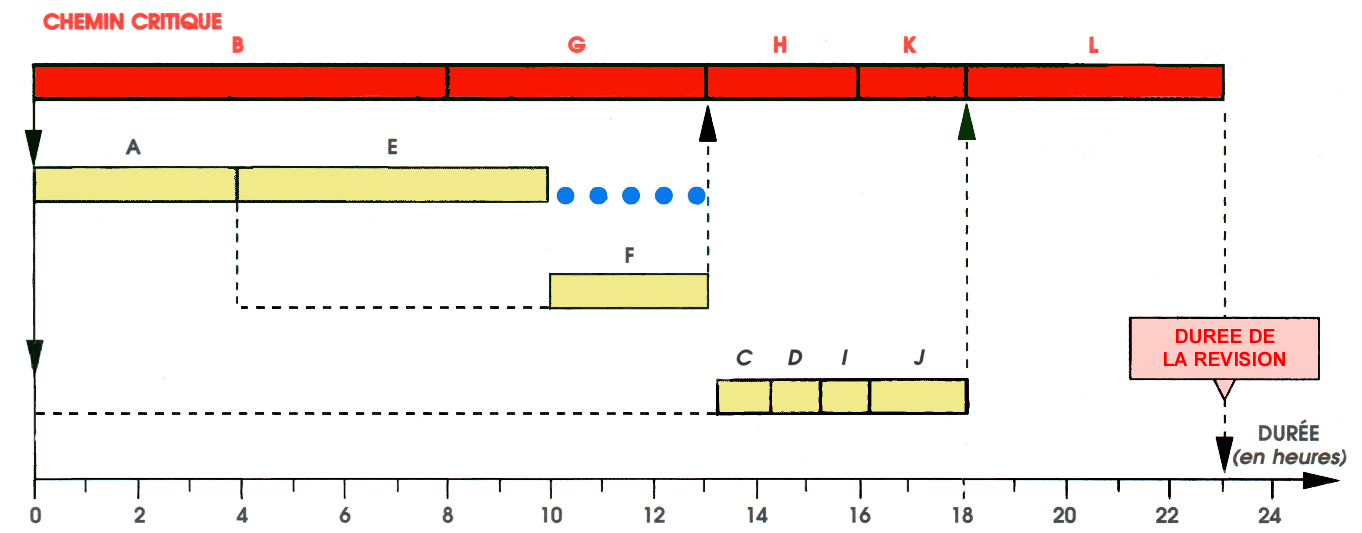 CHEMIN CRITIQUE
B G H K L
A E
F
DUREE DE
LA REVISION
C D I J
DURÉE
(en heures)
0 2 4 6 8 10 12 14 16 18 20 22 24